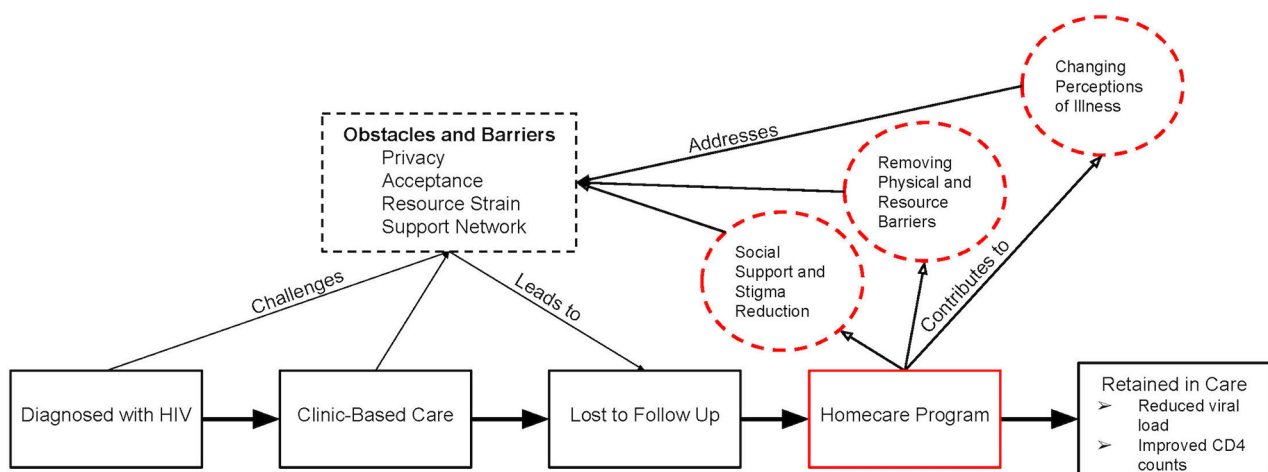 Changing
Perceptions
of Illness
Addresses
Obstacles and Barriers
Privacy
Acceptance
Resource Strain
Support Network
Removing
Physical and
Resource
Barriers
Social
Support and
Stigma
Reduction
Challenges
Leads to
Contributes to
Diagnosed with HIV
Clinic-Based Care
Lost to Follow Up
Homecare Program
Retained in Care
➢ Reduced viral
load
➢ Improved CD4
counts